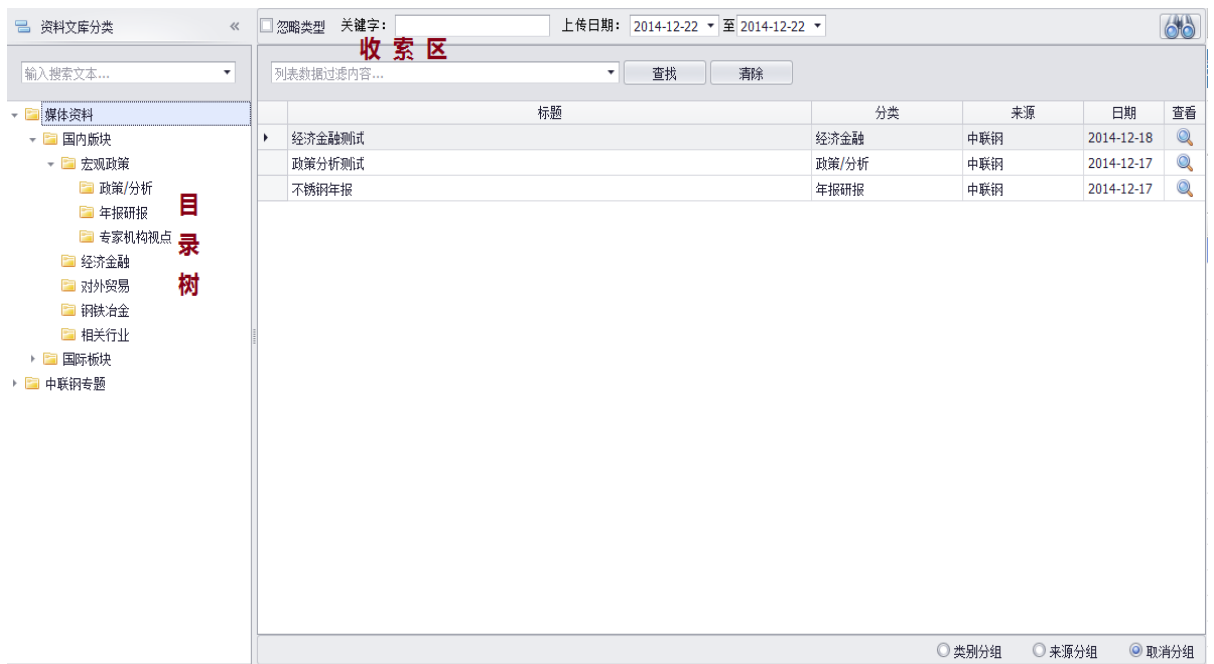 资料文库分类
输入搜索文本...
媒体资料
国内版块
宏观政策
政策/分析
年报研报
专家机构视点
经济金融
对外贸易
钢铁冶金
相关行业
国际板块
中联钢专题
目
录
树
忽略类型 关键字: 上传日期: 2014-12-22 至 2014-12-22
收索区
列表数据过滤内容... 查找 清除
标题 分类 来源 日期 查看
经济金融测试 经济金融 中联钢 2014-12-18
政策分析测试 政策/分析 中联钢 2014-12-17
不锈钢年报 年报研报 中联钢 2014-12-17
类别分组 来源分组 取消分组